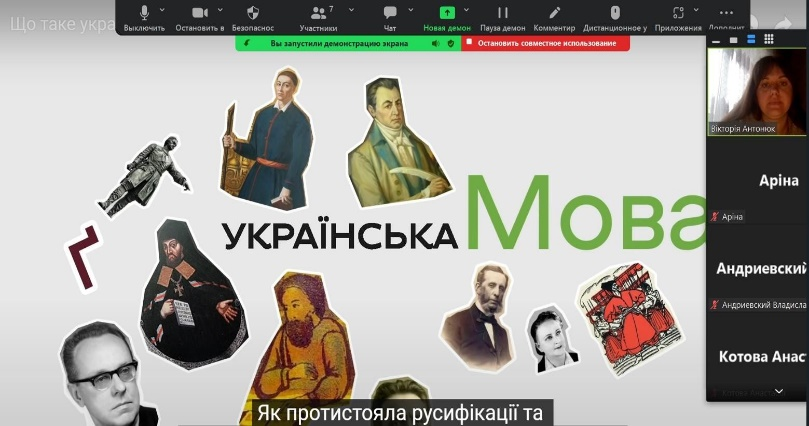 Що таке укра
Выключить
Остановить в
Безопаснос
7
Участники
Чат
Новая демон
Пауза демон
Комментир
Дистанционное у
Приложения
Вы запустили демонстрацию экрана
Остановить совместное использование
Вікторія Антонюк
Аріна
Аріна
УКРАЇНСЬКА Мова
ґ
Андриевский
Андриевский Владисла
Котова Анас
Як протистояла русифікації та